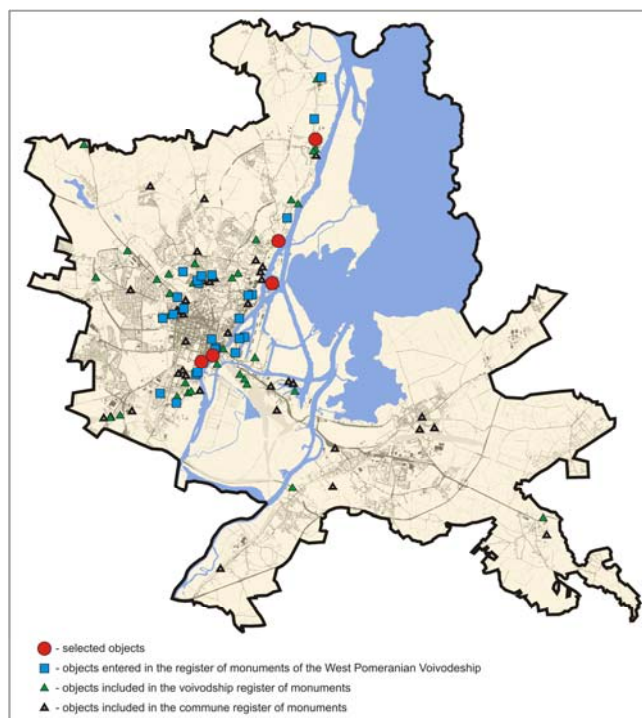 - selected objects
- objects entered in the register of monuments of the West Pomeranian Voivodeship
- objects included in the voivodship register of monuments
- objects included in the commune register of monuments